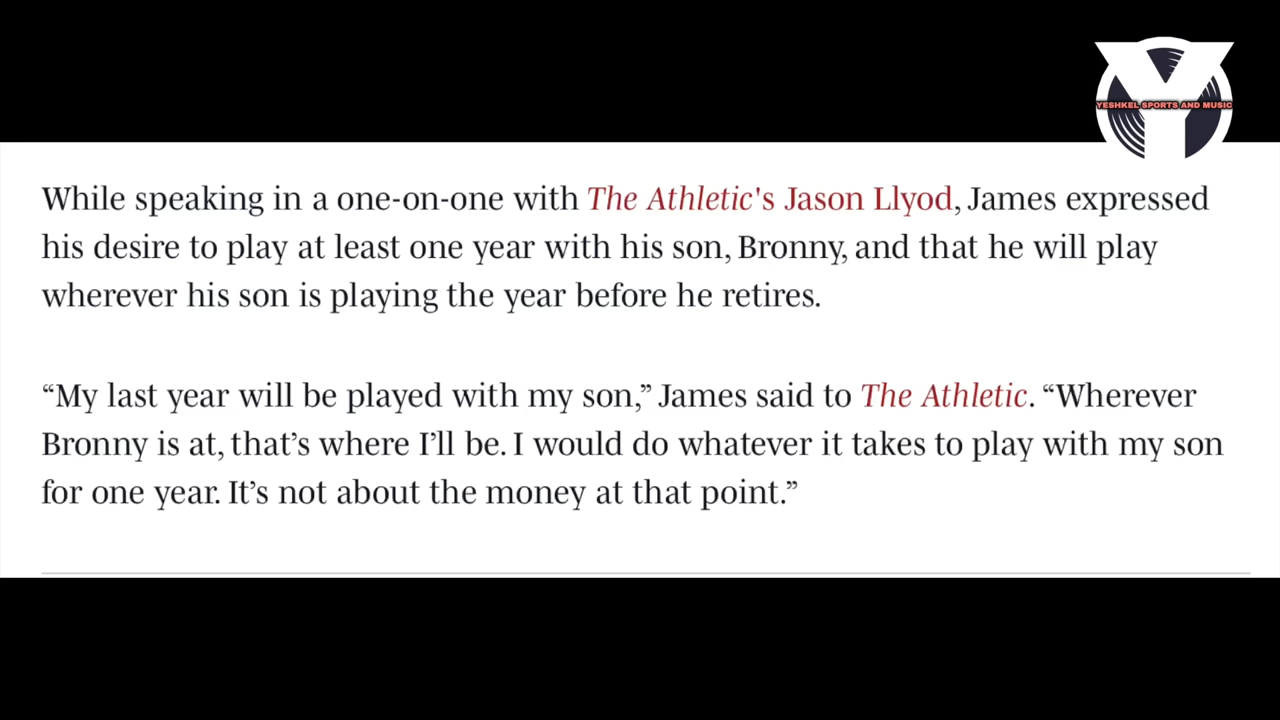 YESHKEL SPORTS AND MUSIC
While speaking in a one-on-one with The Athletic's Jason Llyod, James expressed
his desire to play at least one year with his son, Bronny, and that he will play
wherever his son is playing the year before he retires.
“My last year will be played with my son,” James said to The Athletic. “Wherever
Bronny is at, that’s where I’ll be. I would do whatever it takes to play with my son
for one year. It’s not about the money at that point.”